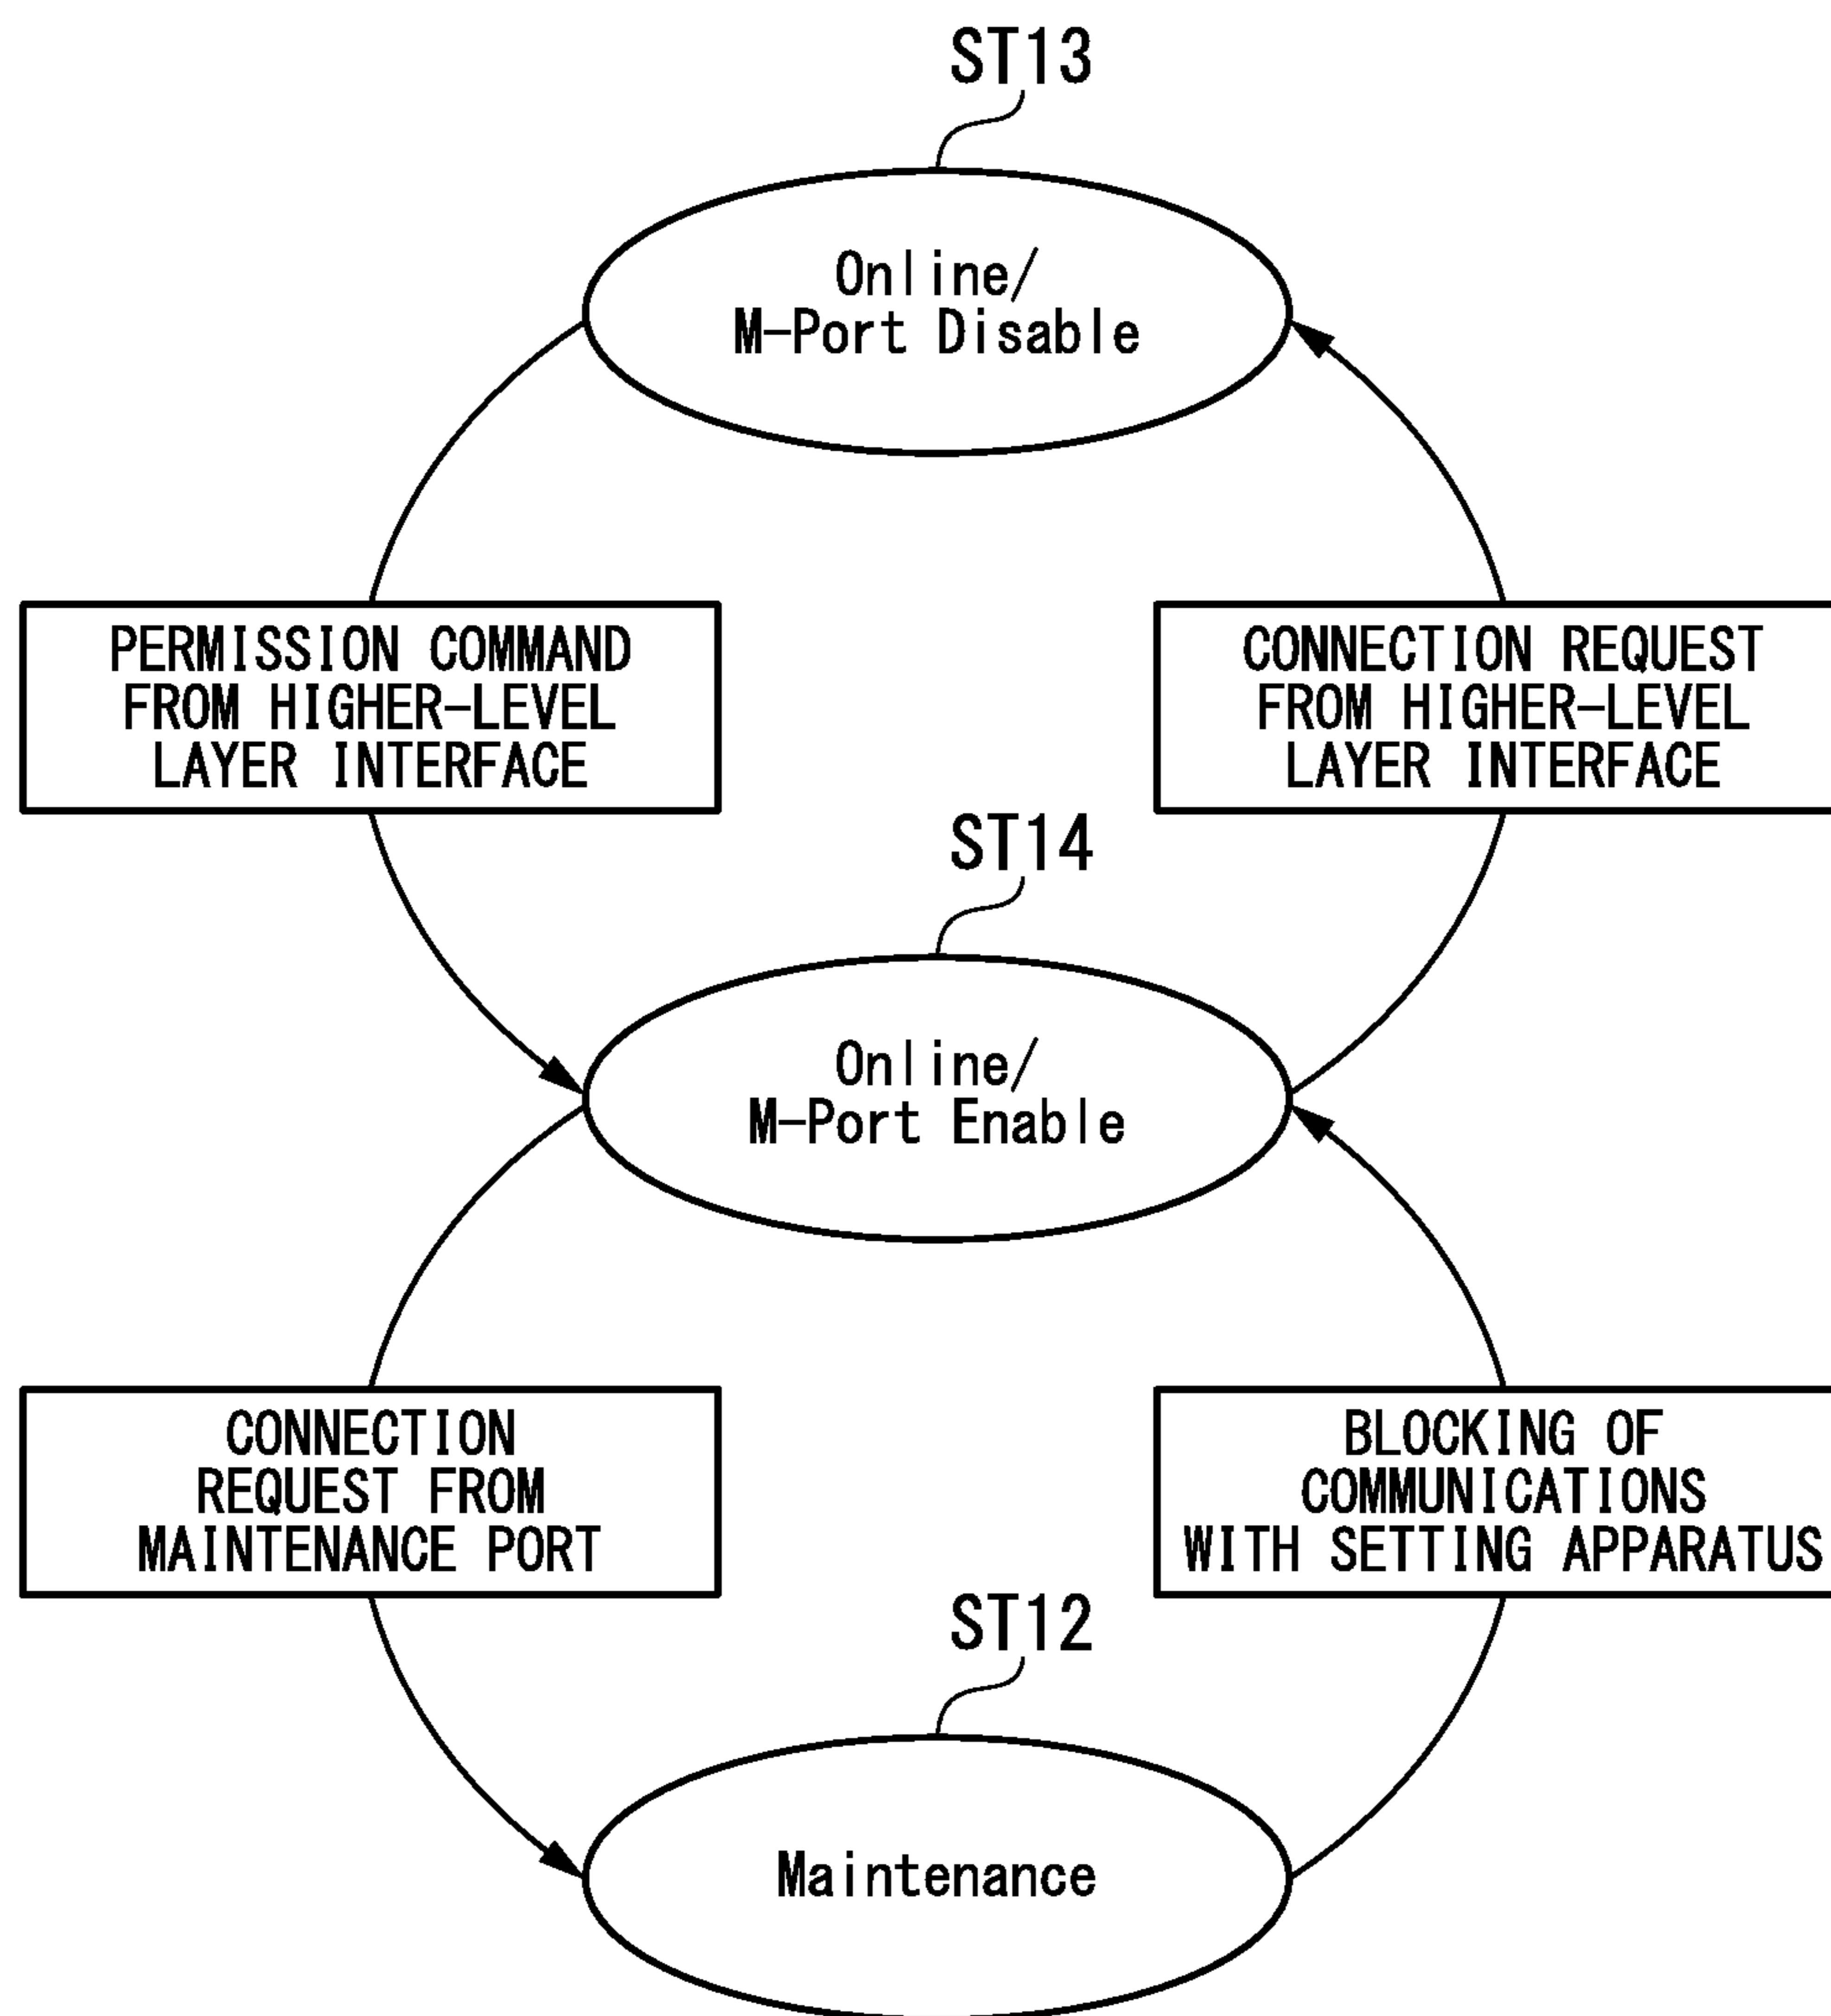 ST13
Online/
M-Port Disable
PERMISSION COMMAND
FROM HIGHER-LEVEL
LAYER INTERFACE
CONNECTION REQUEST
FROM HIGHER-LEVEL
LAYER INTERFACE
ST14
Online/
M-Port Enable
CONNECTION
REQUEST FROM
MAINTENANCE PORT
BLOCKING OF
COMMUNICATIONS
WITH SETTING APPARATUS
ST12
Maintenance